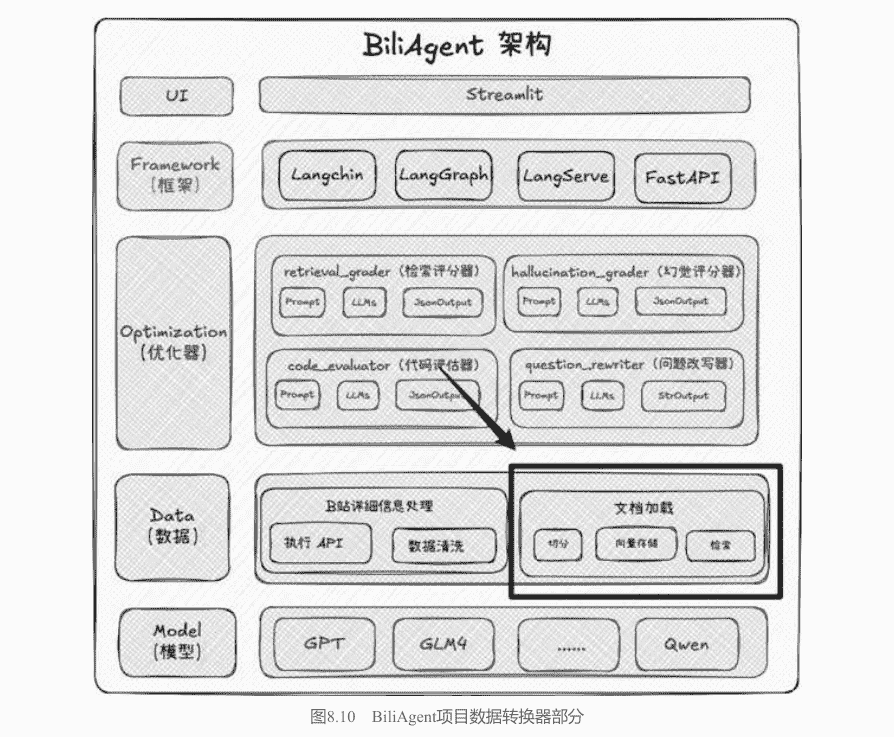 BiliAgent 架构
UI
Streamlit
Framework
(框架)
Langchin
LangGraph
LangServe
FastAPI
Optimization
(优化器)
retrieval_grader (检索评分器)
Prompt
LLMs
JsonOutput
hallucination_grader (幻觉评分器)
Prompt
LLMs
JsonOutput
code_evaluator (代码评估器)
Prompt
LLMs
JsonOutput
question_rewriter (问题改写器)
Prompt
LLMs
StrOutput
Data
(数据)
B站详细信息处理
执行 API
数据清洗
文档加载
切分
向量存储
检索
Model
(模型)
GPT
GLM4
......
Qwen
图8.10 BiliAgent项目数据转换器部分